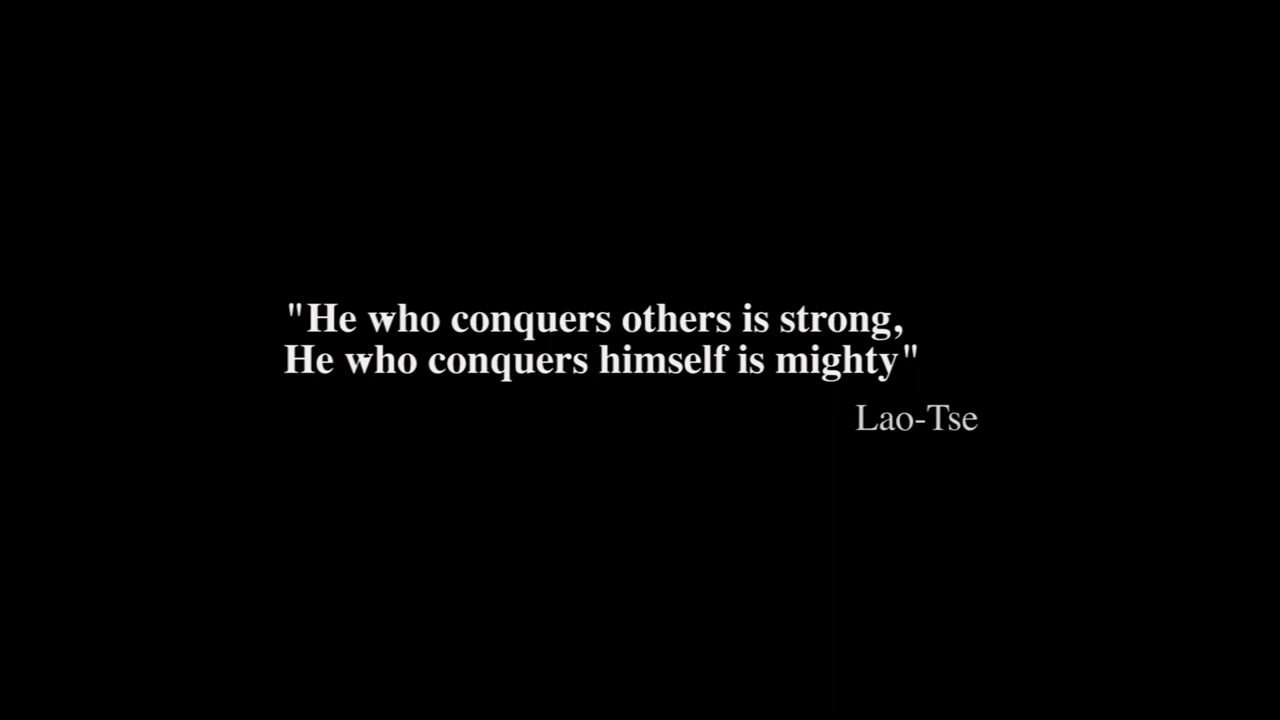 "He who conquers others is strong,
He who conquers himself is mighty"
Lao-Tse